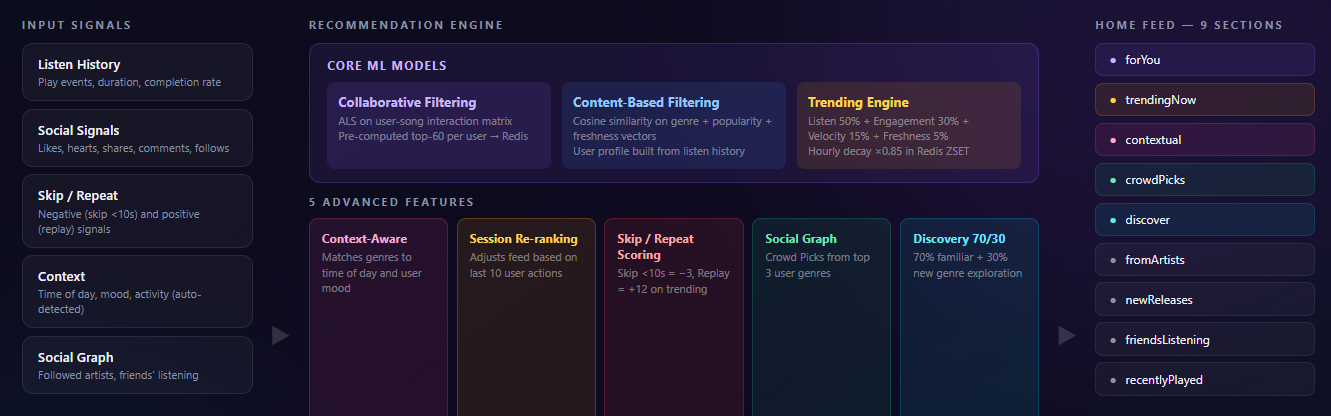 INPUT SIGNALS
Listen History
Play events, duration, completion rate
Social Signals
Likes, hearts, shares, comments, follows
Skip / Repeat
Negative (skip <10s) and positive
(replay) signals
Context
Time of day, mood, activity (auto-
detected)
Social Graph
Followed artists, friends' listening
RECOMMENDATION ENGINE
CORE ML MODELS
Collaborative Filtering
ALS on user-song interaction matrix
Pre-computed top-60 per user → Redis
Content-Based Filtering
Cosine similarity on genre + popularity +
freshness vectors
User profile built from listen history
Trending Engine
Listen 50% + Engagement 30% +
Velocity 15% + Freshness 5%
Hourly decay ×0.85 in Redis ZSET
5 ADVANCED FEATURES
Context-Aware
Matches genres to
time of day and user
mood
Session Re-ranking
Adjusts feed based on
last 10 user actions
Skip / Repeat
Scoring
Skip <10s = −3, Replay
= +12 on trending
Social Graph
Crowd Picks from top
3 user genres
Discovery 70/30
70% familiar + 30%
new genre exploration
HOME FEED — 9 SECTIONS
forYou
trendingNow
contextual
crowdPicks
discover
fromArtists
newReleases
friendsListening
recentlyPlayed